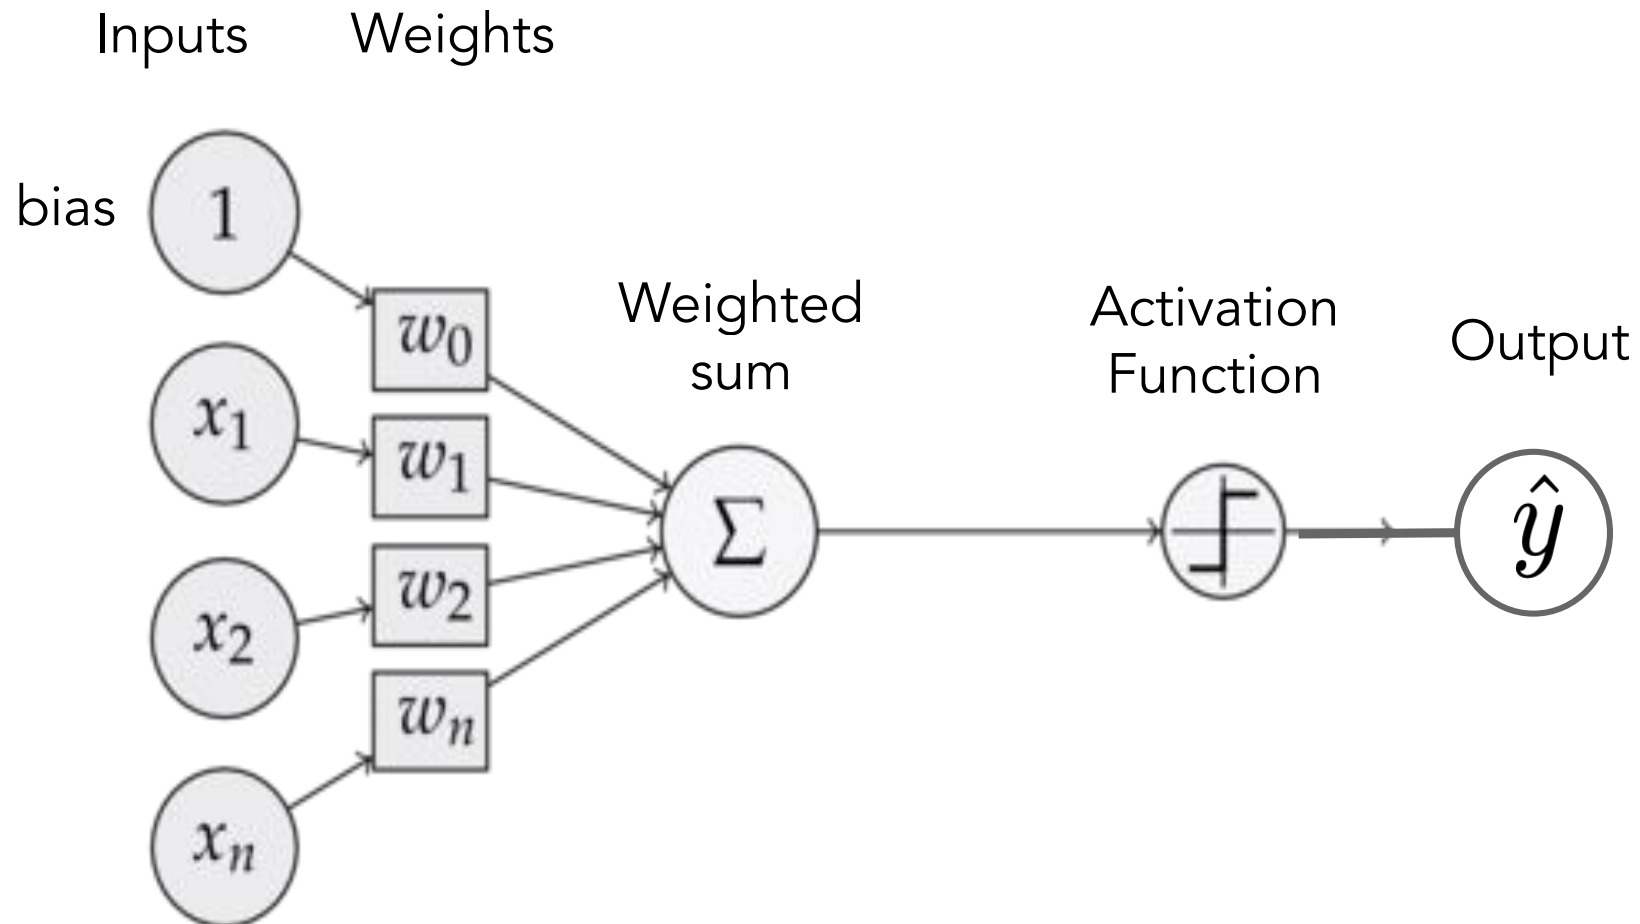 Inputs Weights
bias
1
w₀
x₁
w₁
x₂
w₂
xₙ
wₙ
Weighted
sum
Σ
Activation
Function
Output
ŷ